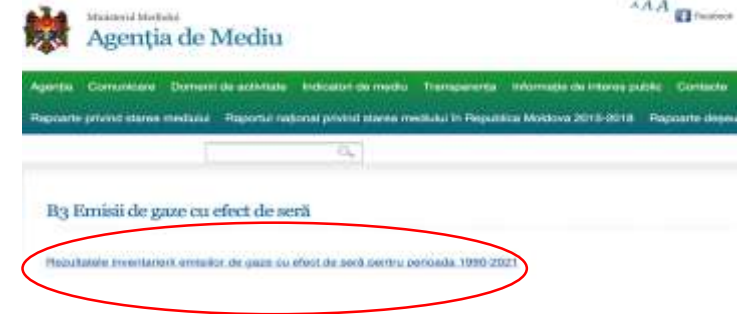 Ministerul Mediului
Agenția de Mediu
A A A
Facebook
Agenția Comunicare Domenii de activitate Indicatori de mediu Transparența Informație de interes public Contacte
Rapoarte privind starea mediului Raportul național privind starea mediului în Republica Moldova 2015-2018 Rapoarte deșeu
B3 Emisii de gaze cu efect de seră
Rezultatele inventarierii emisiilor de gaze cu efect de seră pentru perioada 1990-2021